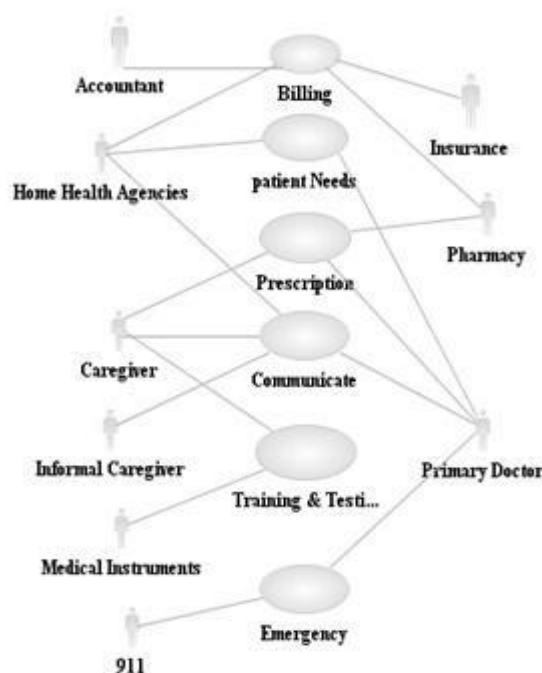 Accountant
Billing
Insurance
Home Health Agencies
patient Needs
Pharmacy
Prescription
Caregiver
Communicate
Informal Caregiver
Primary Doctor
Training & Testi...
Medical Instruments
Emergency
911